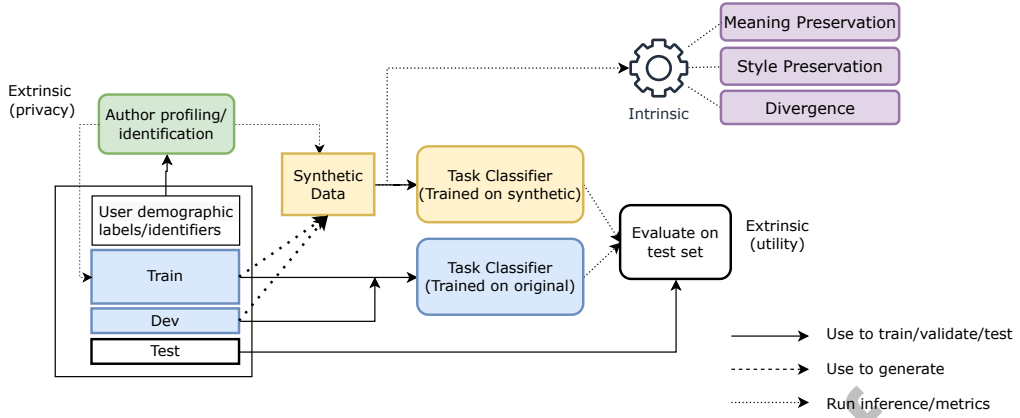 Meaning Preservation
Style Preservation
Divergence
Intrinsic
Extrinsic
(privacy)
Author profiling/
identification
Synthetic
Data
Task Classifier
(Trained on synthetic)
User demographic
labels/identifiers
Train
Dev
Test
Task Classifier
(Trained on original)
Evaluate on
test set
Extrinsic
(utility)
Use to train/validate/test
Use to generate
Run inference/metrics